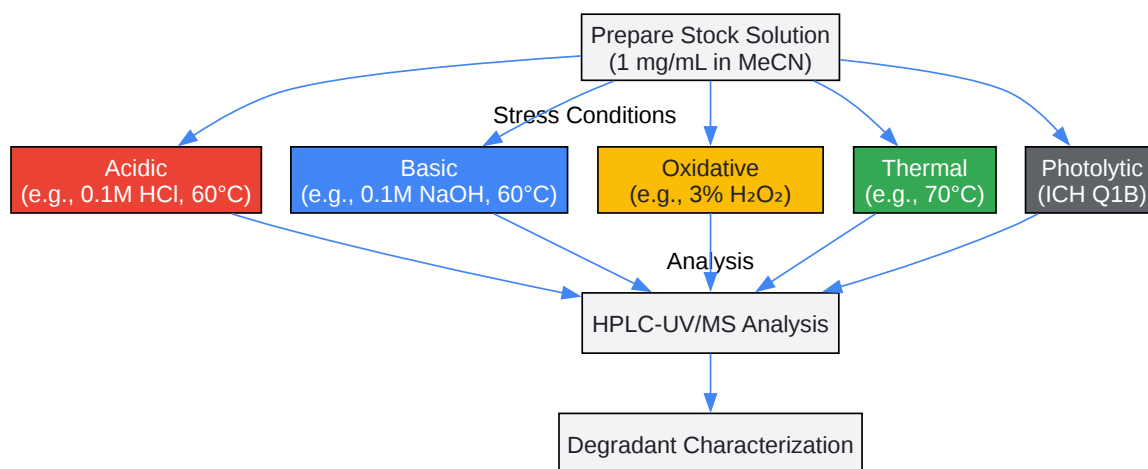 Prepare Stock Solution
(1 mg/mL in MeCN)
Stress Conditions
Acidic
(e.g., 0.1M HCl, 60°C)
Basic
(e.g., 0.1M NaOH, 60°C)
Oxidative
(e.g., 3% H₂O₂)
Thermal
(e.g., 70°C)
Photolytic
(ICH Q1B)
Analysis
HPLC-UV/MS Analysis
Degradant Characterization